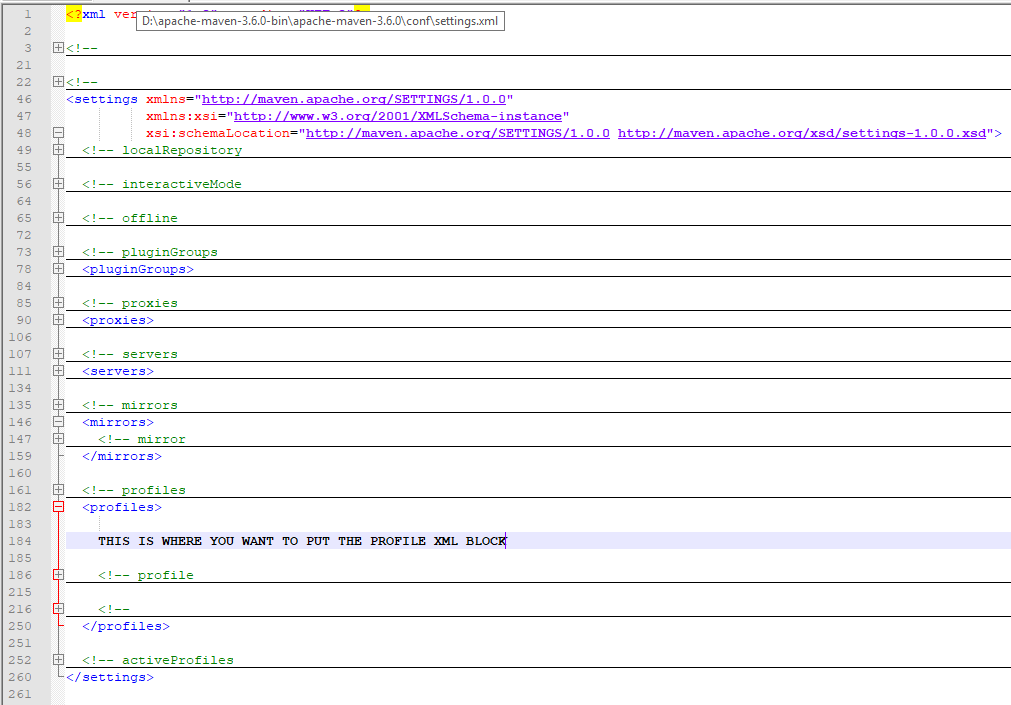 1 <?xml
D:\apache-maven-3.6.0-bin\apache-maven-3.6.0\conf\settings.xml
2
3 <!--
21
22 <!--
46 <settings xmlns="http://maven.apache.org/SETTINGS/1.0.0"
47 xmlns:xsi="http://www.w3.org/2001/XMLSchema-instance"
48 xsi:schemaLocation="http://maven.apache.org/SETTINGS/1.0.0 http://maven.apache.org/xsd/settings-1.0.0.xsd">
49 <!-- localRepository
55
56 <!-- interactiveMode
64
65 <!-- offline
72
73 <!-- pluginGroups
78 <pluginGroups>
84
85 <!-- proxies
90 <proxies>
106
107 <!-- servers
111 <servers>
134
135 <!-- mirrors
146 <mirrors>
147 <!-- mirror
159 </mirrors>
160
161 <!-- profiles
182 <profiles>
183
184 THIS IS WHERE YOU WANT TO PUT THE PROFILE XML BLOCK
185
186 <!-- profile
215
216 <!--
250 </profiles>
251
252 <!-- activeProfiles
260 </settings>
261